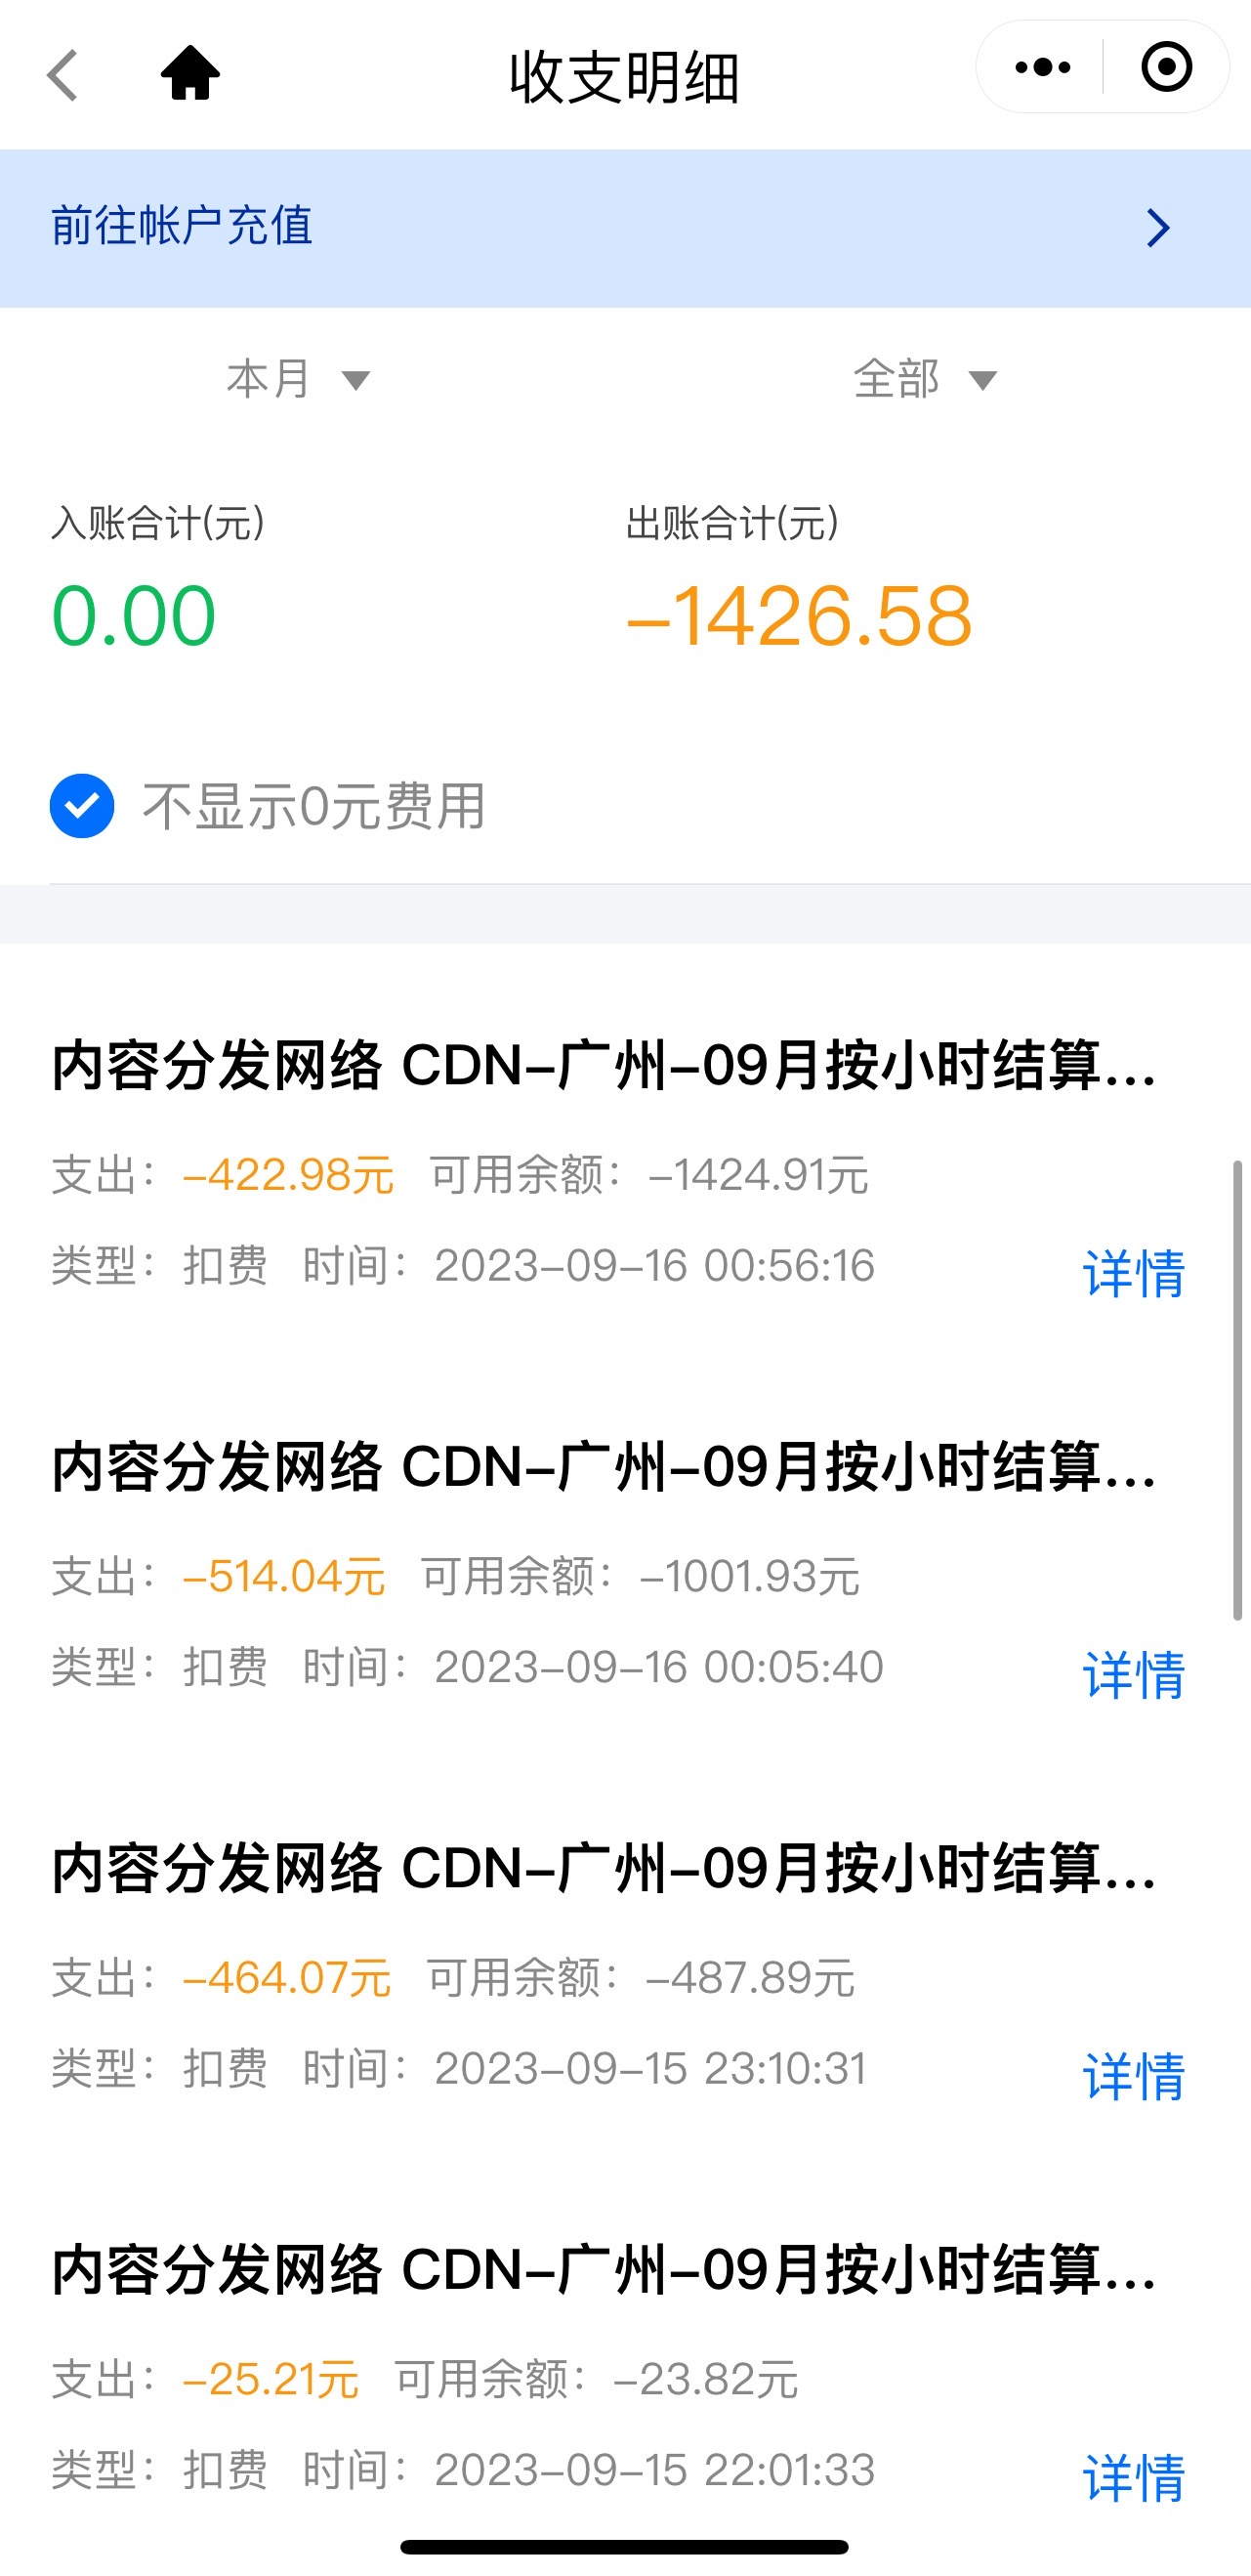 收支明细
前往帐户充值
本月 全部
入账合计(元) 出账合计(元)
0.00 -1426.58
不显示0元费用
内容分发网络 CDN-广州-09月按小时结算...
支出：-422.98元 可用余额：-1424.91元
类型：扣费 时间：2023-09-16 00:56:16 详情
内容分发网络 CDN-广州-09月按小时结算...
支出：-514.04元 可用余额：-1001.93元
类型：扣费 时间：2023-09-16 00:05:40 详情
内容分发网络 CDN-广州-09月按小时结算...
支出：-464.07元 可用余额：-487.89元
类型：扣费 时间：2023-09-15 23:10:31 详情
内容分发网络 CDN-广州-09月按小时结算...
支出：-25.21元 可用余额：-23.82元
类型：扣费 时间：2023-09-15 22:01:33 详情